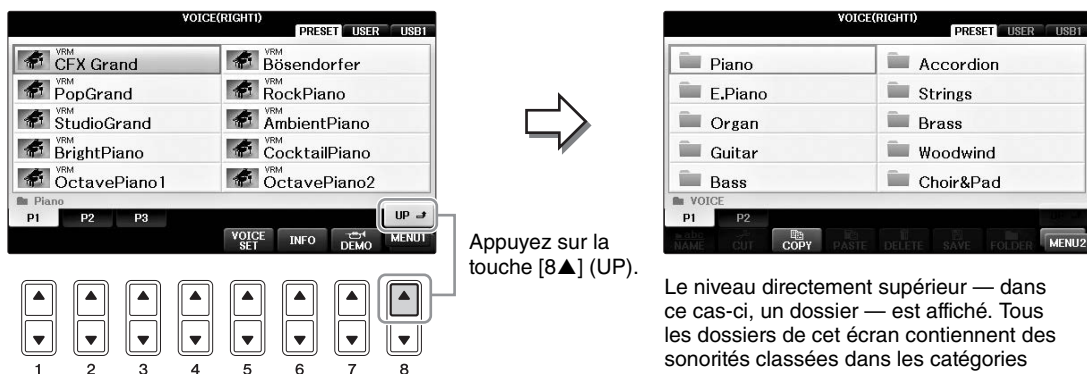 VOICE(RIGHT1)
PRESET USER USB1
VRM CFX Grand
VRM Bösendorfer
VRM PopGrand
VRM RockPiano
VRM StudioGrand
VRM AmbientPiano
VRM BrightPiano
VRM CocktailPiano
VRM OctavePiano1
VRM OctavePiano2
Piano
P1 P2 P3 UP
VOICE SET INFO DEMO MENU1
1 2 3 4 5 6 7 8
Appuyez sur la
touche [8▲] (UP).
VOICE(RIGHT1)
PRESET USER USB1
Piano
Accordion
E.Piano
Strings
Organ
Brass
Guitar
Woodwind
Bass
Choir&Pad
VOICE
P1 P2
NAME CUT COPY PASTE DELETE SAVE FOLDER MENU2
Le niveau directement supérieur — dans
ce cas-ci, un dossier — est affiché. Tous
les dossiers de cet écran contiennent des
sonorités classées dans les catégories